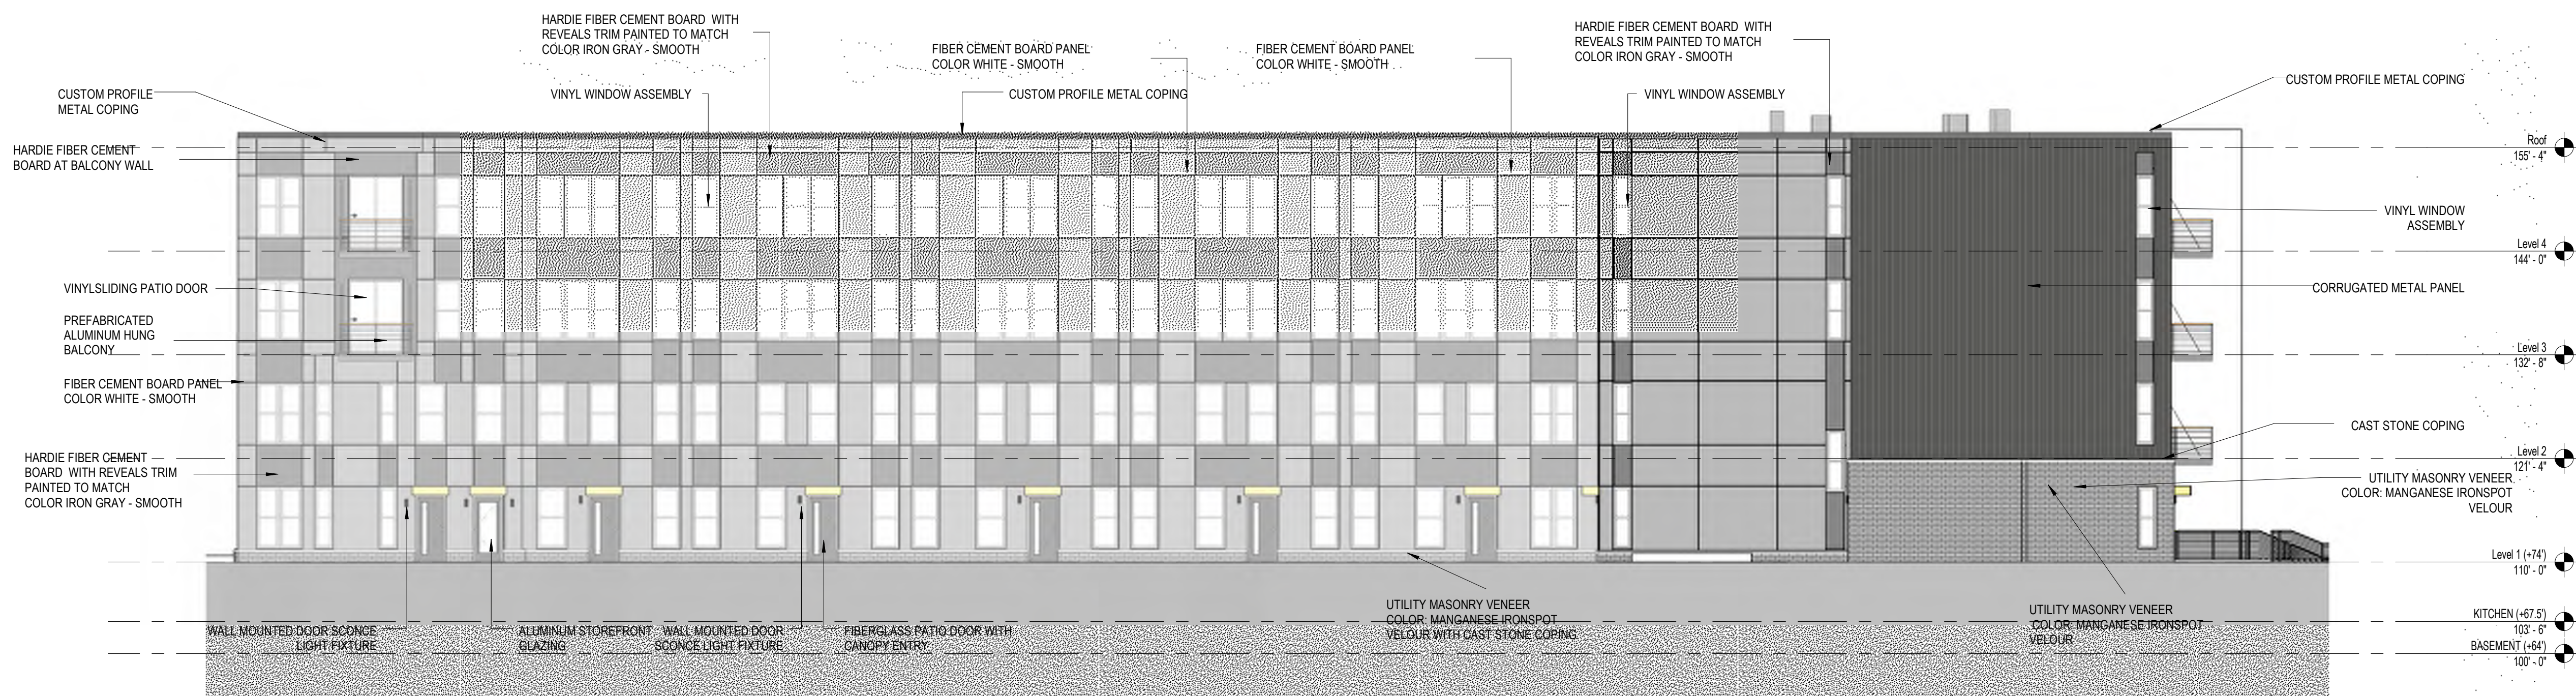 HARDIE FIBER CEMENT BOARD WITH
REVEALS TRIM PAINTED TO MATCH
COLOR IRON GRAY - SMOOTH
FIBER CEMENT BOARD PANEL
COLOR WHITE - SMOOTH
FIBER CEMENT BOARD PANEL
COLOR WHITE - SMOOTH
HARDIE FIBER CEMENT BOARD WITH
REVEALS TRIM PAINTED TO MATCH
COLOR IRON GRAY - SMOOTH
CUSTOM PROFILE
METAL COPING
VINYL WINDOW ASSEMBLY
CUSTOM PROFILE METAL COPING
VINYL WINDOW ASSEMBLY
CUSTOM PROFILE METAL COPING
HARDIE FIBER CEMENT
BOARD AT BALCONY WALL
Roof
155' - 4"
VINYL WINDOW
ASSEMBLY
Level 4
144' - 0"
VINYLSLIDING PATIO DOOR
CORRUGATED METAL PANEL
PREFABRICATED
ALUMINUM HUNG
BALCONY
Level 3
132' - 8"
FIBER CEMENT BOARD PANEL
COLOR WHITE - SMOOTH
CAST STONE COPING
HARDIE FIBER CEMENT
BOARD WITH REVEALS TRIM
PAINTED TO MATCH
COLOR IRON GRAY - SMOOTH
Level 2
121' - 4"
UTILITY MASONRY VENEER
COLOR: MANGANESE IRONSPOT
VELOUR
Level 1 (+74')
110' - 0"
WALL MOUNTED DOOR SCONCE
LIGHT FIXTURE
ALUMINUM STOREFRONT
GLAZING
WALL MOUNTED DOOR
SCONCE LIGHT FIXTURE
FIBERGLASS PATIO DOOR WITH
CANOPY ENTRY
UTILITY MASONRY VENEER
COLOR: MANGANESE IRONSPOT
VELOUR WITH CAST STONE COPING
UTILITY MASONRY VENEER
COLOR: MANGANESE IRONSPOT
VELOUR
KITCHEN (+67.5')
103' - 6"
BASEMENT (+64')
100' - 0"